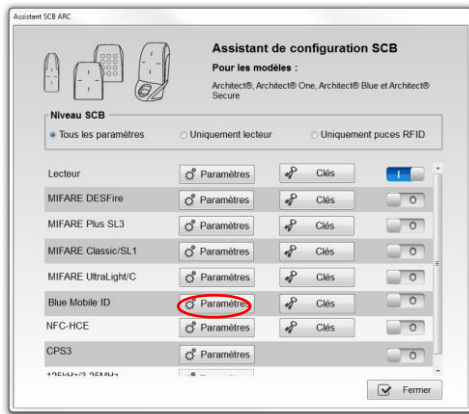 Assistant SCB ARC
Assistant de configuration SCB
Pour les modèles :
Architect®, Architect® One, Architect® Blue et Architect®
Secure
Niveau SCB
Tous les paramètres Uniquement lecteur Uniquement puces RFID
Lecteur Paramètres Clés I
MIFARE DESFire Paramètres Clés O
MIFARE Plus SL3 Paramètres Clés O
MIFARE Classic/SL1 Paramètres Clés O
MIFARE UltraLight/C Paramètres Clés O
Blue Mobile ID Paramètres Clés O
NFC-HCE Paramètres Clés O
CPS3 Paramètres O
125kHz/3.25MHz
Fermer